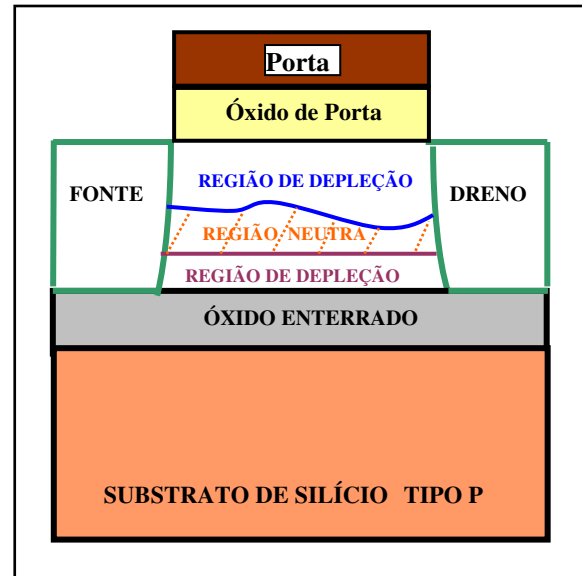 Porta
Óxido de Porta
FONTE
REGIÃO DE DEPLEÇÃO
DRENO
REGIÃO NEUTRA
REGIÃO DE DEPLEÇÃO
ÓXIDO ENTERRADO
SUBSTRATO DE SILÍCIO TIPO P